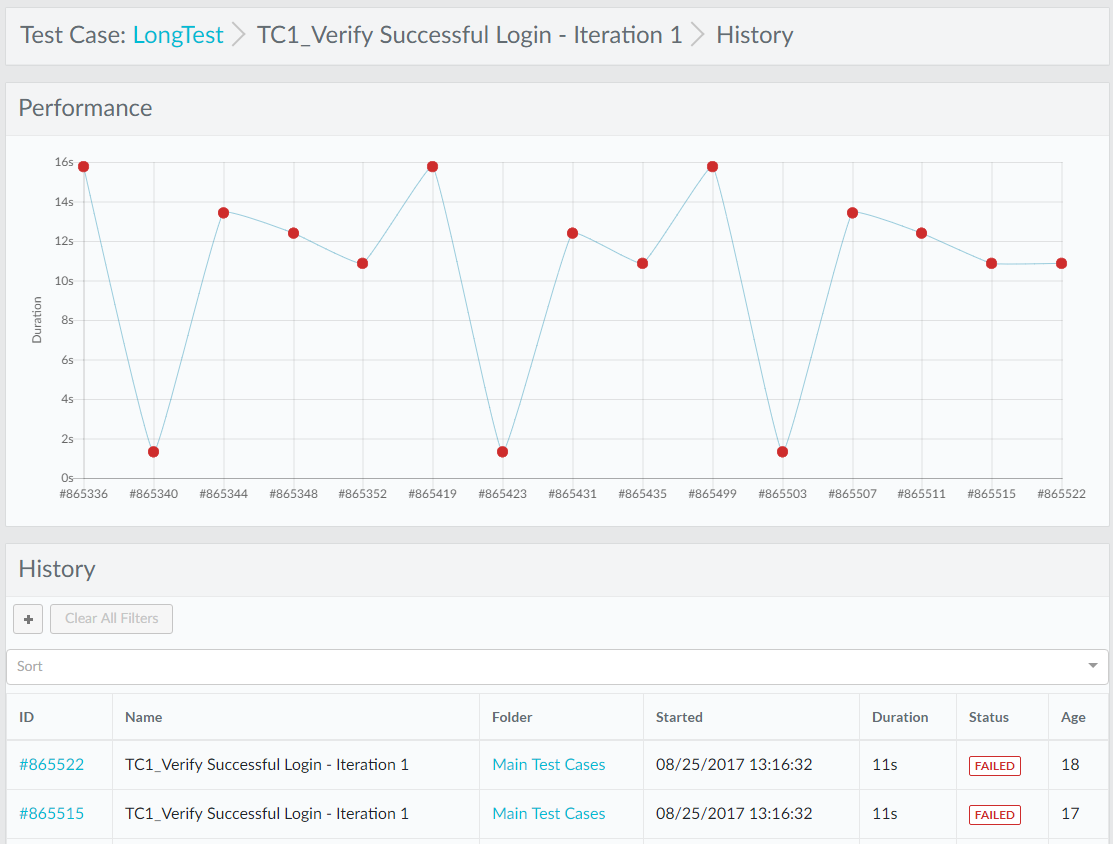 Test Case: LongTest TC1_Verify Successful Login - Iteration 1 History
Performance
16s
14s
12s
10s
8s
6s
4s
2s
0s
Duration
#865336 #865340 #865344 #865348 #865352 #865419 #865423 #865431 #865435 #865499 #865503 #865507 #865511 #865515 #865522
History
+ Clear All Filters
Sort
ID Name Folder Started Duration Status Age
#865522 TC1_Verify Successful Login - Iteration 1 Main Test Cases 08/25/2017 13:16:32 11s FAILED 18
#865515 TC1_Verify Successful Login - Iteration 1 Main Test Cases 08/25/2017 13:16:32 11s FAILED 17